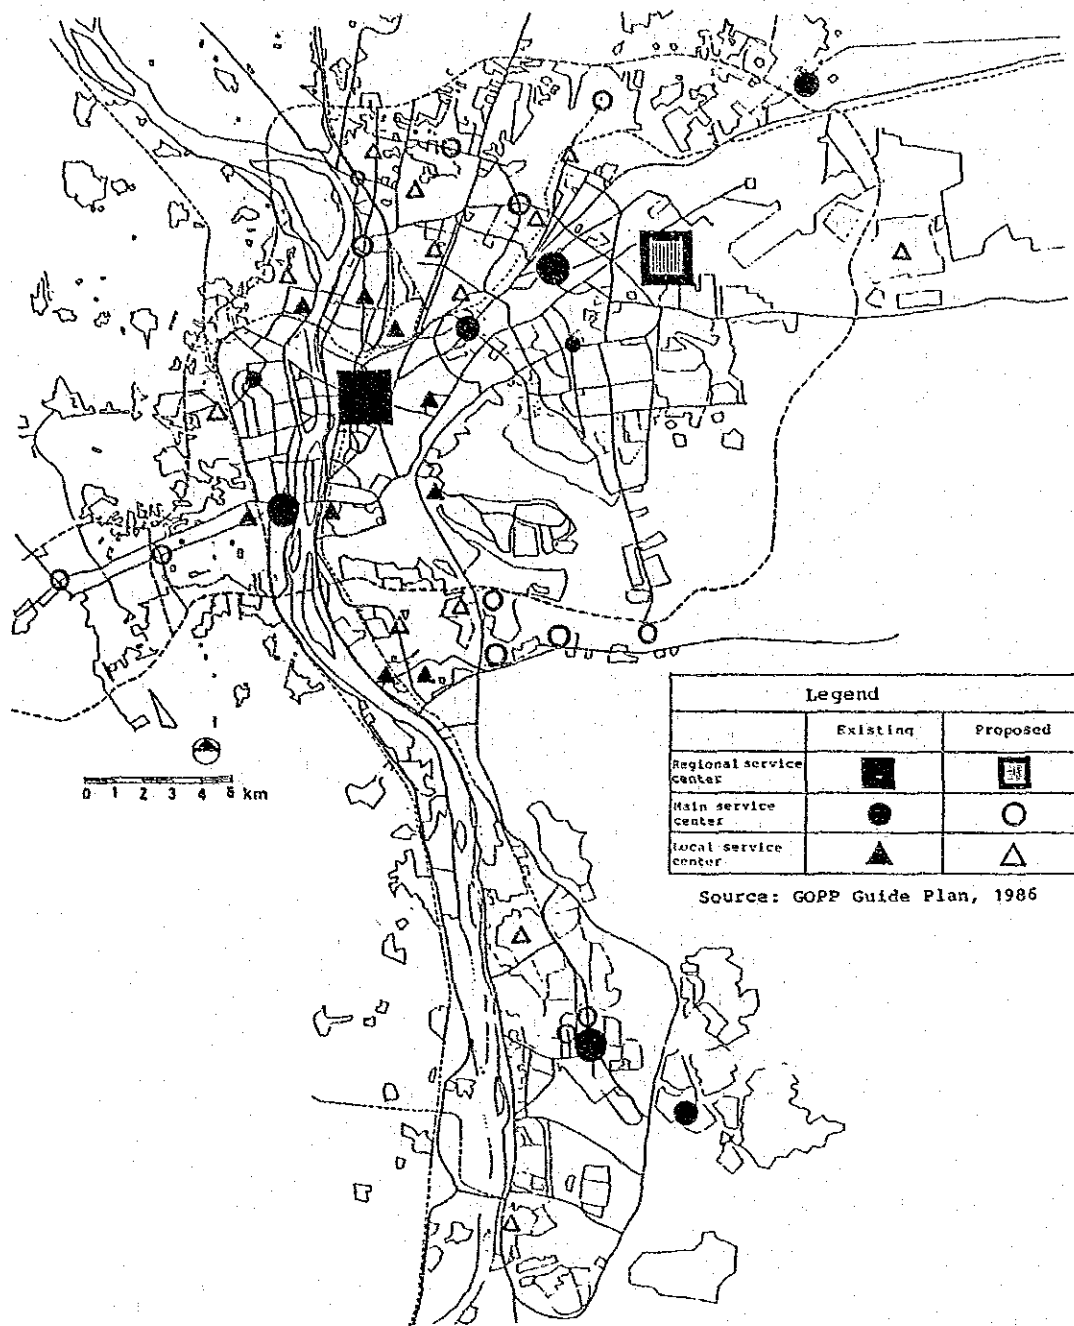 0 1 2 3 4 5 km
Legend
Existing Proposed
Regional service
center
Main service
center
Local service
center
Source: GOPP Guide Plan, 1986